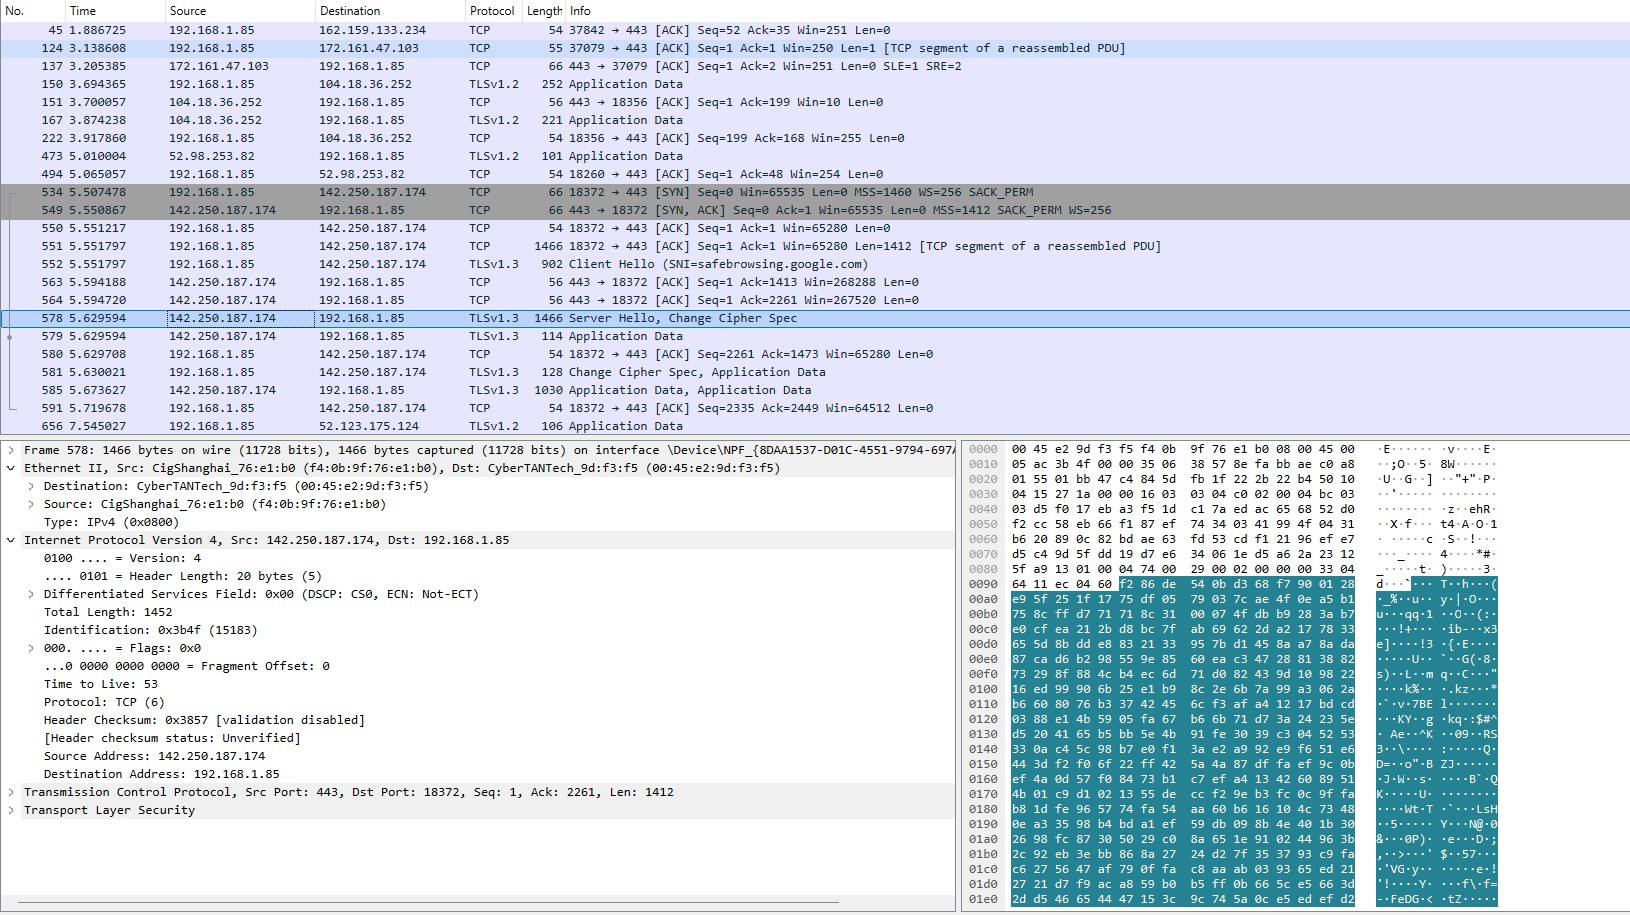 No. Time Source Destination Protocol Length Info
45 1.886725 192.168.1.85 162.159.133.234 TCP 54 37842 → 443 [ACK] Seq=52 Ack=35 Win=251 Len=0
124 3.138608 192.168.1.85 172.161.47.103 TCP 55 37079 → 443 [ACK] Seq=1 Ack=1 Win=250 Len=1 [TCP segment of a reassembled PDU]
137 3.205385 172.161.47.103 192.168.1.85 TCP 66 443 → 37079 [ACK] Seq=1 Ack=2 Win=251 Len=0 SLE=1 SRE=2
150 3.694365 192.168.1.85 104.18.36.252 TLSv1.2 252 Application Data
151 3.700057 104.18.36.252 192.168.1.85 TCP 56 443 → 18356 [ACK] Seq=1 Ack=199 Win=10 Len=0
167 3.874238 104.18.36.252 192.168.1.85 TLSv1.2 221 Application Data
222 3.917860 192.168.1.85 104.18.36.252 TCP 54 18356 → 443 [ACK] Seq=199 Ack=168 Win=255 Len=0
473 5.010004 52.98.253.82 192.168.1.85 TLSv1.2 101 Application Data
494 5.065057 192.168.1.85 52.98.253.82 TCP 54 18260 → 443 [ACK] Seq=1 Ack=48 Win=254 Len=0
534 5.507478 192.168.1.85 142.250.187.174 TCP 66 18372 → 443 [SYN] Seq=0 Win=65535 Len=0 MSS=1460 WS=256 SACK_PERM
549 5.550867 142.250.187.174 192.168.1.85 TCP 66 443 → 18372 [SYN, ACK] Seq=0 Ack=1 Win=65535 Len=0 MSS=1412 SACK_PERM WS=256
550 5.551217 192.168.1.85 142.250.187.174 TCP 54 18372 → 443 [ACK] Seq=1 Ack=1 Win=65280 Len=0
551 5.551797 192.168.1.85 142.250.187.174 TCP 1466 18372 → 443 [ACK] Seq=1 Ack=1 Win=65280 Len=1412 [TCP segment of a reassembled PDU]
552 5.551797 192.168.1.85 142.250.187.174 TLSv1.3 902 Client Hello (SNI=safebrowsing.google.com)
563 5.594188 142.250.187.174 192.168.1.85 TCP 56 443 → 18372 [ACK] Seq=1 Ack=1413 Win=268288 Len=0
564 5.594720 142.250.187.174 192.168.1.85 TCP 56 443 → 18372 [ACK] Seq=1 Ack=2261 Win=267520 Len=0
578 5.629594 142.250.187.174 192.168.1.85 TLSv1.3 1466 Server Hello, Change Cipher Spec
579 5.629594 142.250.187.174 192.168.1.85 TLSv1.3 114 Application Data
580 5.629708 192.168.1.85 142.250.187.174 TCP 54 18372 → 443 [ACK] Seq=2261 Ack=1473 Win=65280 Len=0
581 5.630021 192.168.1.85 142.250.187.174 TLSv1.3 128 Change Cipher Spec, Application Data
585 5.673627 142.250.187.174 192.168.1.85 TLSv1.3 1030 Application Data, Application Data
591 5.719678 192.168.1.85 142.250.187.174 TCP 54 18372 → 443 [ACK] Seq=2335 Ack=2449 Win=64512 Len=0
656 7.545027 192.168.1.85 52.123.175.124 TLSv1.2 106 Application Data
Frame 578: 1466 bytes on wire (11728 bits), 1466 bytes captured (11728 bits) on interface \Device\NPF_{8DAA1537-D01C-4551-9794-697A
Ethernet II, Src: CigShanghai_76:e1:b0 (f4:0b:9f:76:e1:b0), Dst: CyberTANTech_9d:f3:f5 (00:45:e2:9d:f3:f5)
Destination: CyberTANTech_9d:f3:f5 (00:45:e2:9d:f3:f5)
Source: CigShanghai_76:e1:b0 (f4:0b:9f:76:e1:b0)
Type: IPv4 (0x0800)
Internet Protocol Version 4, Src: 142.250.187.174, Dst: 192.168.1.85
0100 .... = Version: 4
.... 0101 = Header Length: 20 bytes (5)
Differentiated Services Field: 0x00 (DSCP: CS0, ECN: Not-ECT)
Total Length: 1452
Identification: 0x3b4f (15183)
000. .... = Flags: 0x0
...0 0000 0000 0000 = Fragment Offset: 0
Time to Live: 53
Protocol: TCP (6)
Header Checksum: 0x3857 [validation disabled]
[Header checksum status: Unverified]
Source Address: 142.250.187.174
Destination Address: 192.168.1.85
Transmission Control Protocol, Src Port: 443, Dst Port: 18372, Seq: 1, Ack: 2261, Len: 1412
Transport Layer Security
0000 00 45 e2 9d f3 f5 f4 0b 9f 76 e1 b0 08 00 45 00
0010 05 ac 3b 4f 00 00 35 06 38 57 8e fa bb ae c0 a8
0020 01 55 01 bb 47 c4 84 5d fb 1f 22 2b 22 b4 50 10
0030 04 15 27 1a 00 00 16 03 03 04 c0 02 00 04 bc 03
0040 03 d5 f0 17 eb a3 f5 1d c1 7a ed ac 65 68 52 d0
0050 f2 cc 58 eb 66 f1 87 ef 74 34 03 41 99 4f 04 31
0060 b6 20 89 0c 82 bd ae 63 fd 53 cd f1 21 96 ef e7
0070 d5 c4 9d 5f dd 19 d7 e6 34 06 1e d5 a6 2a 23 12
0080 5f a9 13 01 00 04 74 00 29 00 02 00 00 00 33 04
0090 64 11 ec 04 60 f2 86 de 54 0b d3 68 f7 90 01 28
00a0 e9 5f 25 1f 17 75 df 05 79 03 7c ae 4f 0e a5 b1
00b0 75 8c ff d7 71 71 8c 31 00 07 4f db b9 28 3a b7
00c0 e0 cf ea 21 2b d8 bc 7f ab 69 62 2d a2 17 78 33
00d0 65 5d 8b dd e8 83 21 33 95 7b d1 45 8a a7 8a da
00e0 87 ca d6 b2 98 55 9e 85 60 ea c3 47 28 81 38 82
00f0 73 29 8f 88 4c b4 ec 6d 71 d0 82 43 9d 10 98 22
0100 16 ed 99 90 6b 25 e1 b9 8c 2e 6b 7a 99 a3 06 2a
0110 b6 60 80 76 b3 37 42 45 6c f3 af a4 12 17 bd cd
0120 03 88 e1 4b 59 05 fa 67 b6 6b 71 d7 3a 24 23 5e
0130 d5 20 41 65 b5 bb 5e 4b 91 fe 30 39 c3 04 52 53
0140 33 0a c4 5c 98 b7 e0 f1 3a e2 a9 92 e9 f6 51 e6
0150 44 3d f2 f0 6f 22 ff 42 5a 4a 87 df fa ef 9c 0b
0160 ef 4a 0d 57 f0 84 73 b1 c7 ef a4 13 42 60 89 51
0170 4b 01 c9 d1 02 13 55 de cc f2 9e b3 fc 0c 9f fa
0180 b8 1d fe 96 57 74 fa 54 aa 60 b6 16 10 4c 73 48
0190 0e a3 35 98 b4 bd a1 ef 59 db 09 8b 4e 40 1b 30
01a0 26 98 fc 87 30 50 29 c0 8a 65 1e 91 02 44 96 3b
01b0 2c 92 eb 3e bb 86 8a 27 24 d2 7f 35 37 93 c9 fa
01c0 c6 27 56 47 af 79 0f fa c8 aa ab 03 93 65 ed 21
01d0 27 21 d7 f9 ac a8 59 b0 b5 ff 0b 66 5c e5 66 3d
01e0 2d d5 46 65 44 47 15 3c 9c 74 5a 0c e5 ed ef d2